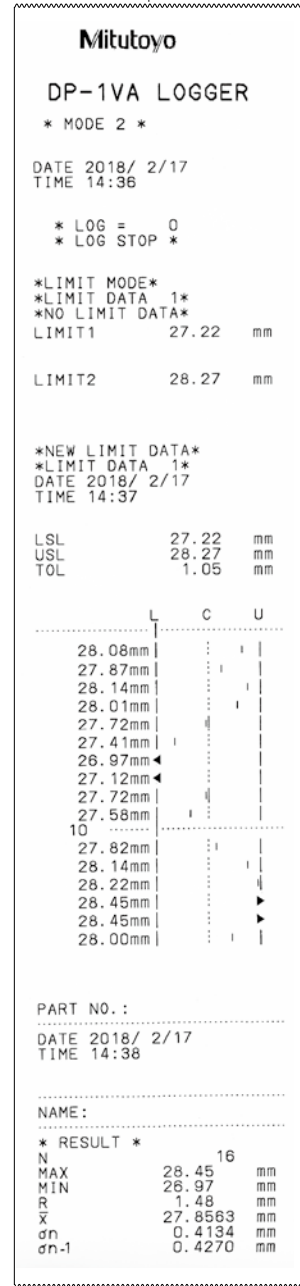 Mitutoyo
DP-1VA LOGGER
* MODE 2 *
DATE 2018/ 2/17
TIME 14:36
* LOG = 0
* LOG STOP *
*LIMIT MODE*
*LIMIT DATA 1*
*NO LIMIT DATA*
LIMIT1 27.22 mm
LIMIT2 28.27 mm
*NEW LIMIT DATA*
*LIMIT DATA 1*
DATE 2018/ 2/17
TIME 14:37
LSL 27.22 mm
USL 28.27 mm
TOL 1.05 mm
L C U
28.08mm
27.87mm
28.14mm
28.01mm
27.72mm
27.41mm
26.97mm
27.12mm
27.72mm
27.58mm
10
27.82mm
28.14mm
28.22mm
28.45mm
28.45mm
28.00mm
PART NO.:
DATE 2018/ 2/17
TIME 14:38
NAME:
* RESULT *
N 16
MAX 28.45 mm
MIN 26.97 mm
R 1.48 mm
x̅ 27.8563 mm
σn 0.4134 mm
σn-1 0.4270 mm